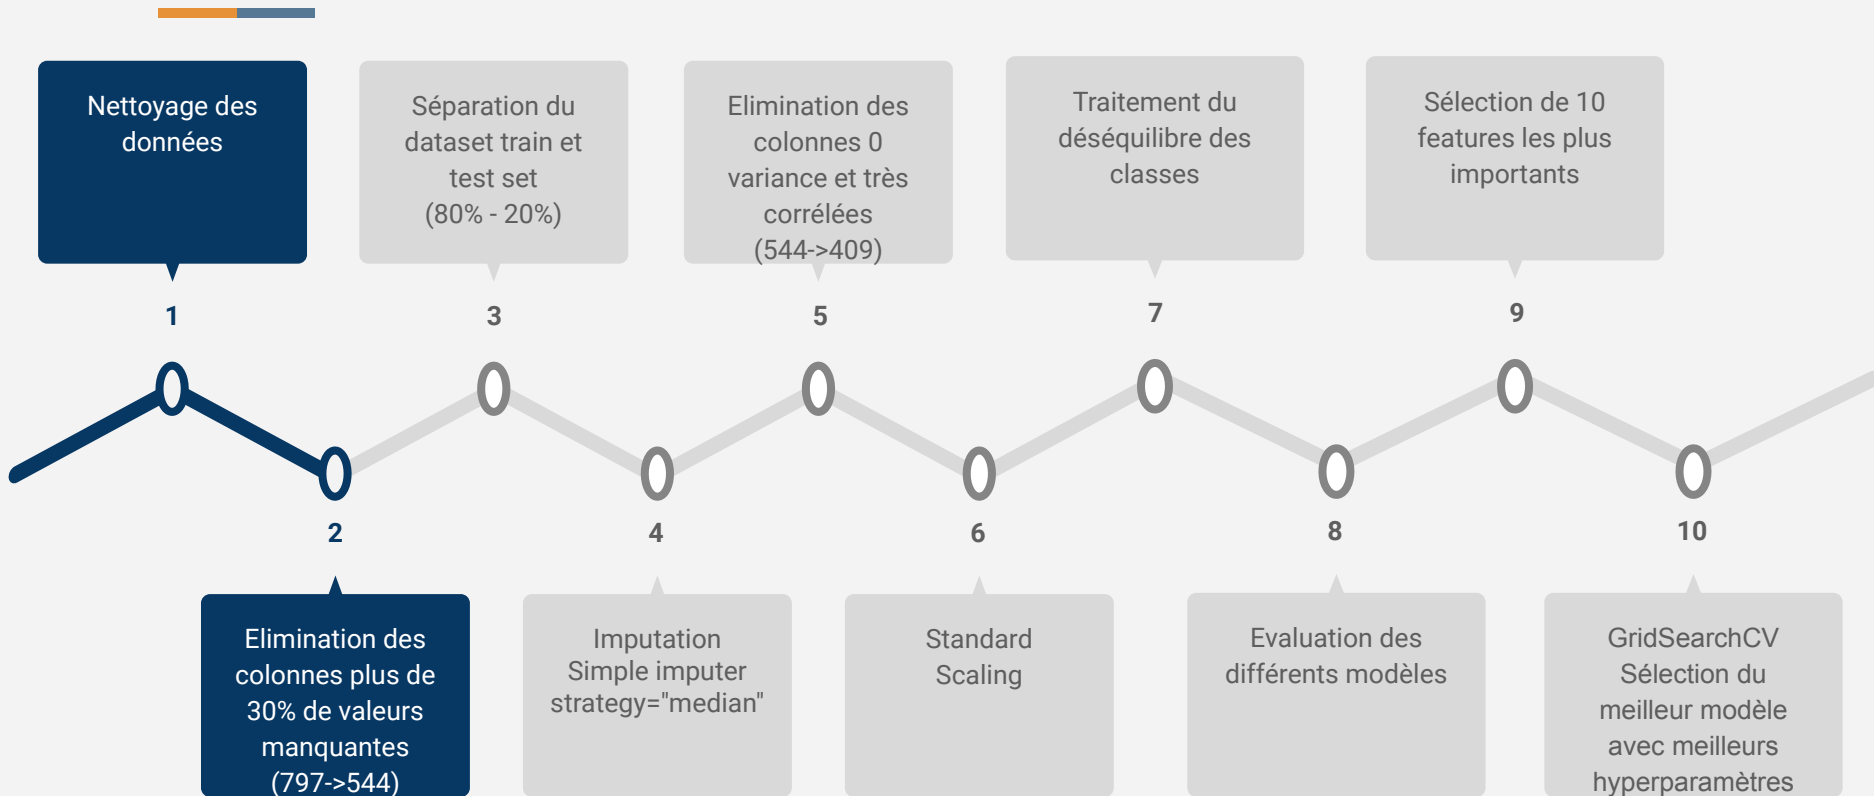 Nettoyage des
données
1
Elimination des
colonnes plus de
30% de valeurs
manquantes
(797->544)
2
Séparation du
dataset train et
test set
(80% - 20%)
3
Imputation
Simple imputer
strategy="median"
4
Elimination des
colonnes 0
variance et très
corrélées
(544->409)
5
Standard
Scaling
6
Traitement du
déséquilibre des
classes
7
Evaluation des
différents modèles
8
Sélection de 10
features les plus
importants
9
GridSearchCV
Sélection du
meilleur modèle
avec meilleurs
hyperparamètres
10